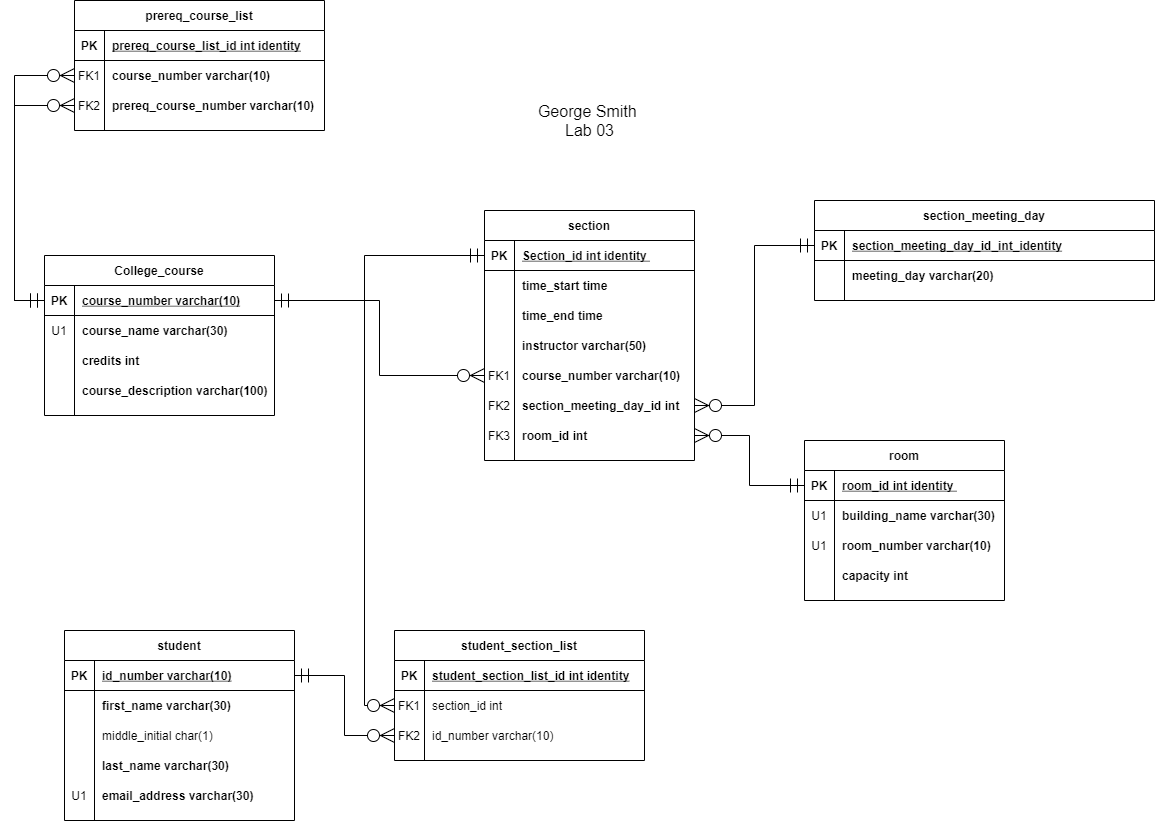 prereq_course_list
PK prereq_course_list_id int identity
FK1 course_number varchar(10)
FK2 prereq_course_number varchar(10)
George Smith
Lab 03
College_course
PK course_number varchar(10)
U1 course_name varchar(30)
credits int
course_description varchar(100)
section
PK Section_id int identity
time_start time
time_end time
instructor varchar(50)
FK1 course_number varchar(10)
FK2 section_meeting_day_id int
FK3 room_id int
section_meeting_day
PK section_meeting_day_id_int_identity
meeting_day varchar(20)
room
PK room_id int identity
U1 building_name varchar(30)
U1 room_number varchar(10)
capacity int
student
PK id_number varchar(10)
first_name varchar(30)
middle_initial char(1)
last_name varchar(30)
U1 email_address varchar(30)
student_section_list
PK student_section_list_id int identity
FK1 section_id int
FK2 id_number varchar(10)